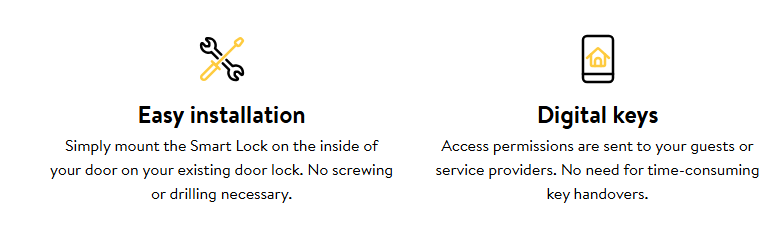 Easy installation
Simply mount the Smart Lock on the inside of
your door on your existing door lock. No screwing
or drilling necessary.
Digital keys
Access permissions are sent to your guests or
service providers. No need for time-consuming
key handovers.